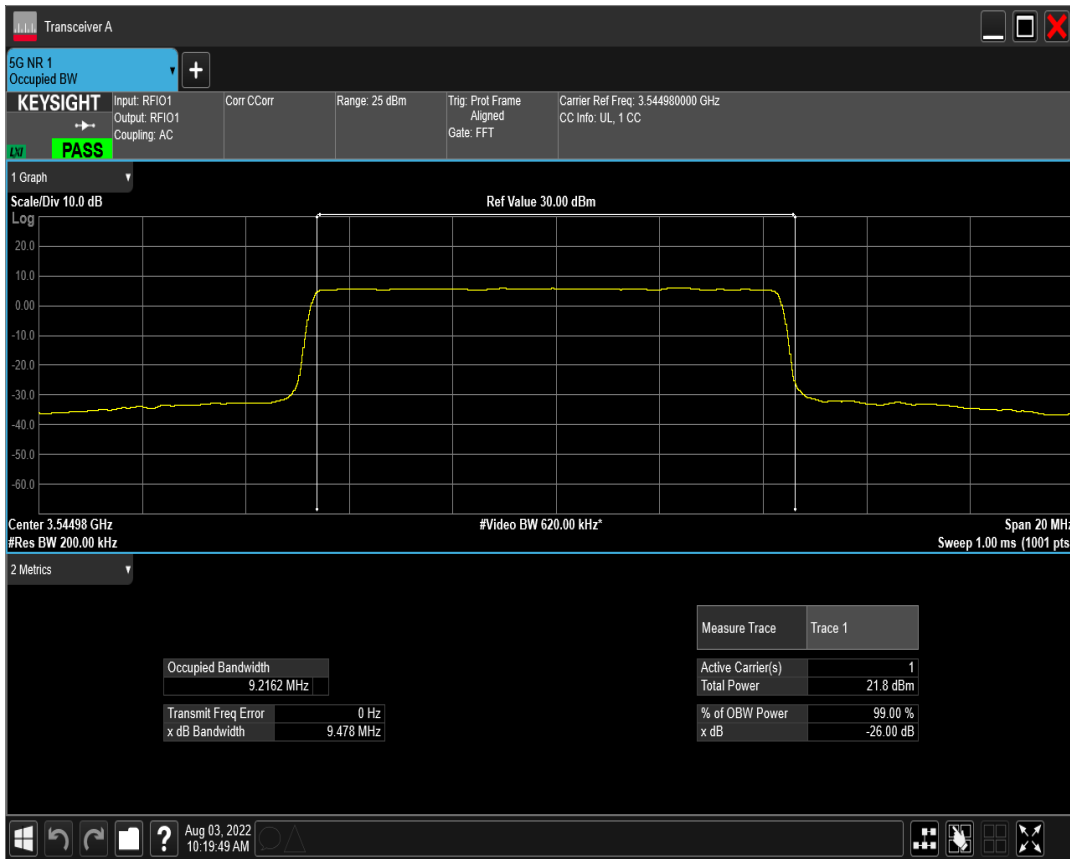 Transceiver A
5G NR 1
Occupied BW
+
KEYSIGHT
LXI
PASS
Input: RFIO1
Output: RFIO1
Coupling: AC
Corr CCorr
Range: 25 dBm
Trig: Prot Frame
Aligned
Gate: FFT
Carrier Ref Freq: 3.544980000 GHz
CC Info: UL, 1 CC
1 Graph
Scale/Div 10.0 dB
Ref Value 30.00 dBm
Log
20.0
10.0
0.00
-10.0
-20.0
-30.0
-40.0
-50.0
-60.0
Center 3.54498 GHz
#Video BW 620.00 kHz*
Span 20 MHz
#Res BW 200.00 kHz
Sweep 1.00 ms (1001 pts
2 Metrics
Measure Trace Trace 1
Occupied Bandwidth
9.2162 MHz
Active Carrier(s) 1
Total Power 21.8 dBm
Transmit Freq Error 0 Hz
x dB Bandwidth 9.478 MHz
% of OBW Power 99.00 %
x dB -26.00 dB
?
Aug 03, 2022
10:19:49 AM